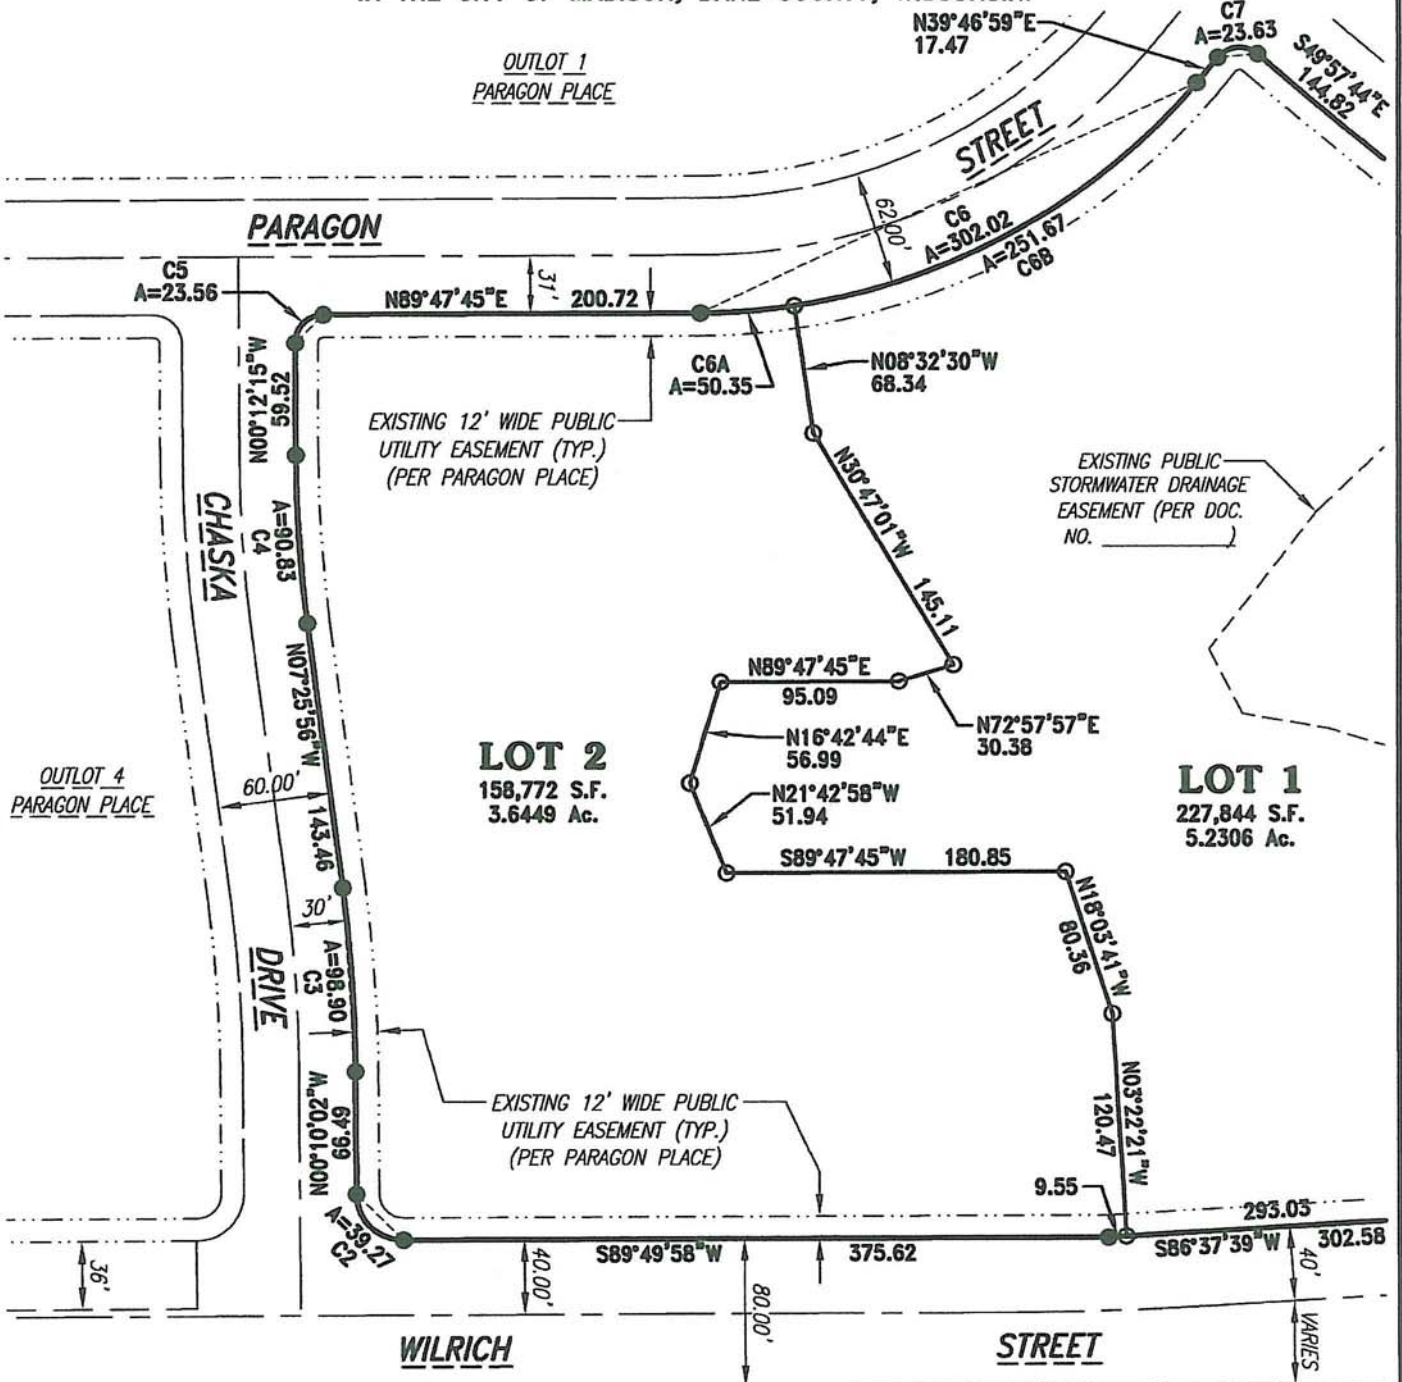 N39°46'59"E
17.47
C7
A=23.63
S49°57'44"E
144.82
OUTLOT 1
PARAGON PLACE
STREET
PARAGON
62.00'
C6
A=302.02
A=251.67
C6B
C5
A=23.56
N89°47'45"E 200.72
31'
C6A
A=50.35
N08°32'30"W
68.34
N00°12'15"W
59.52
EXISTING 12' WIDE PUBLIC
UTILITY EASEMENT (TYP.)
(PER PARAGON PLACE)
N30°47'01"W 145.11
EXISTING PUBLIC
STORMWATER DRAINAGE
EASEMENT (PER DOC.
NO. __________)
CHASKA
A=90.83
C4
N89°47'45"E
95.09
N72°57'57"E
30.38
N07°25'56"W 143.46
N16°42'44"E
56.99
LOT 2
158,772 S.F.
3.6449 Ac.
N21°42'58"W
51.94
LOT 1
227,844 S.F.
5.2306 Ac.
OUTLOT 4
PARAGON PLACE
60.00'
S89°47'45"W 180.85
30'
N18°03'41"W
80.36
DRIVE
A=98.90
C3
N03°22'21"W
120.47
N00°10'02"W
66.49
EXISTING 12' WIDE PUBLIC
UTILITY EASEMENT (TYP.)
(PER PARAGON PLACE)
9.55
293.03
A=39.27
C2
S89°49'58"W 375.62
S86°37'39"W 302.58
36'
40.00'
80.00'
40'
VARIES
WILRICH STREET